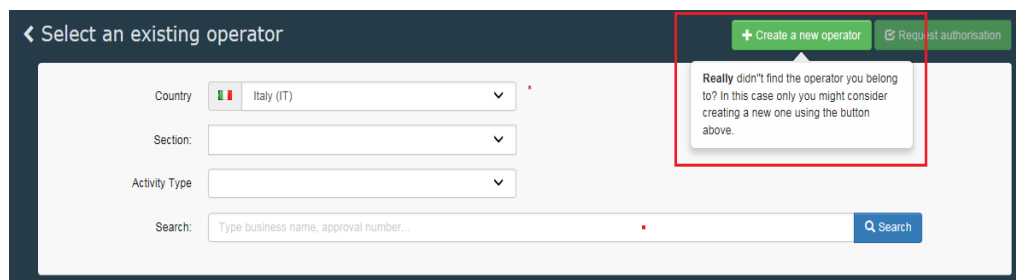 Select an existing operator
Create a new operator
Request authorisation
Really didn"t find the operator you belong
to? In this case only you might consider
creating a new one using the button
above.
Country
Italy (IT)
*
Section:
Activity Type
Search:
Type business name, approval number...
Search